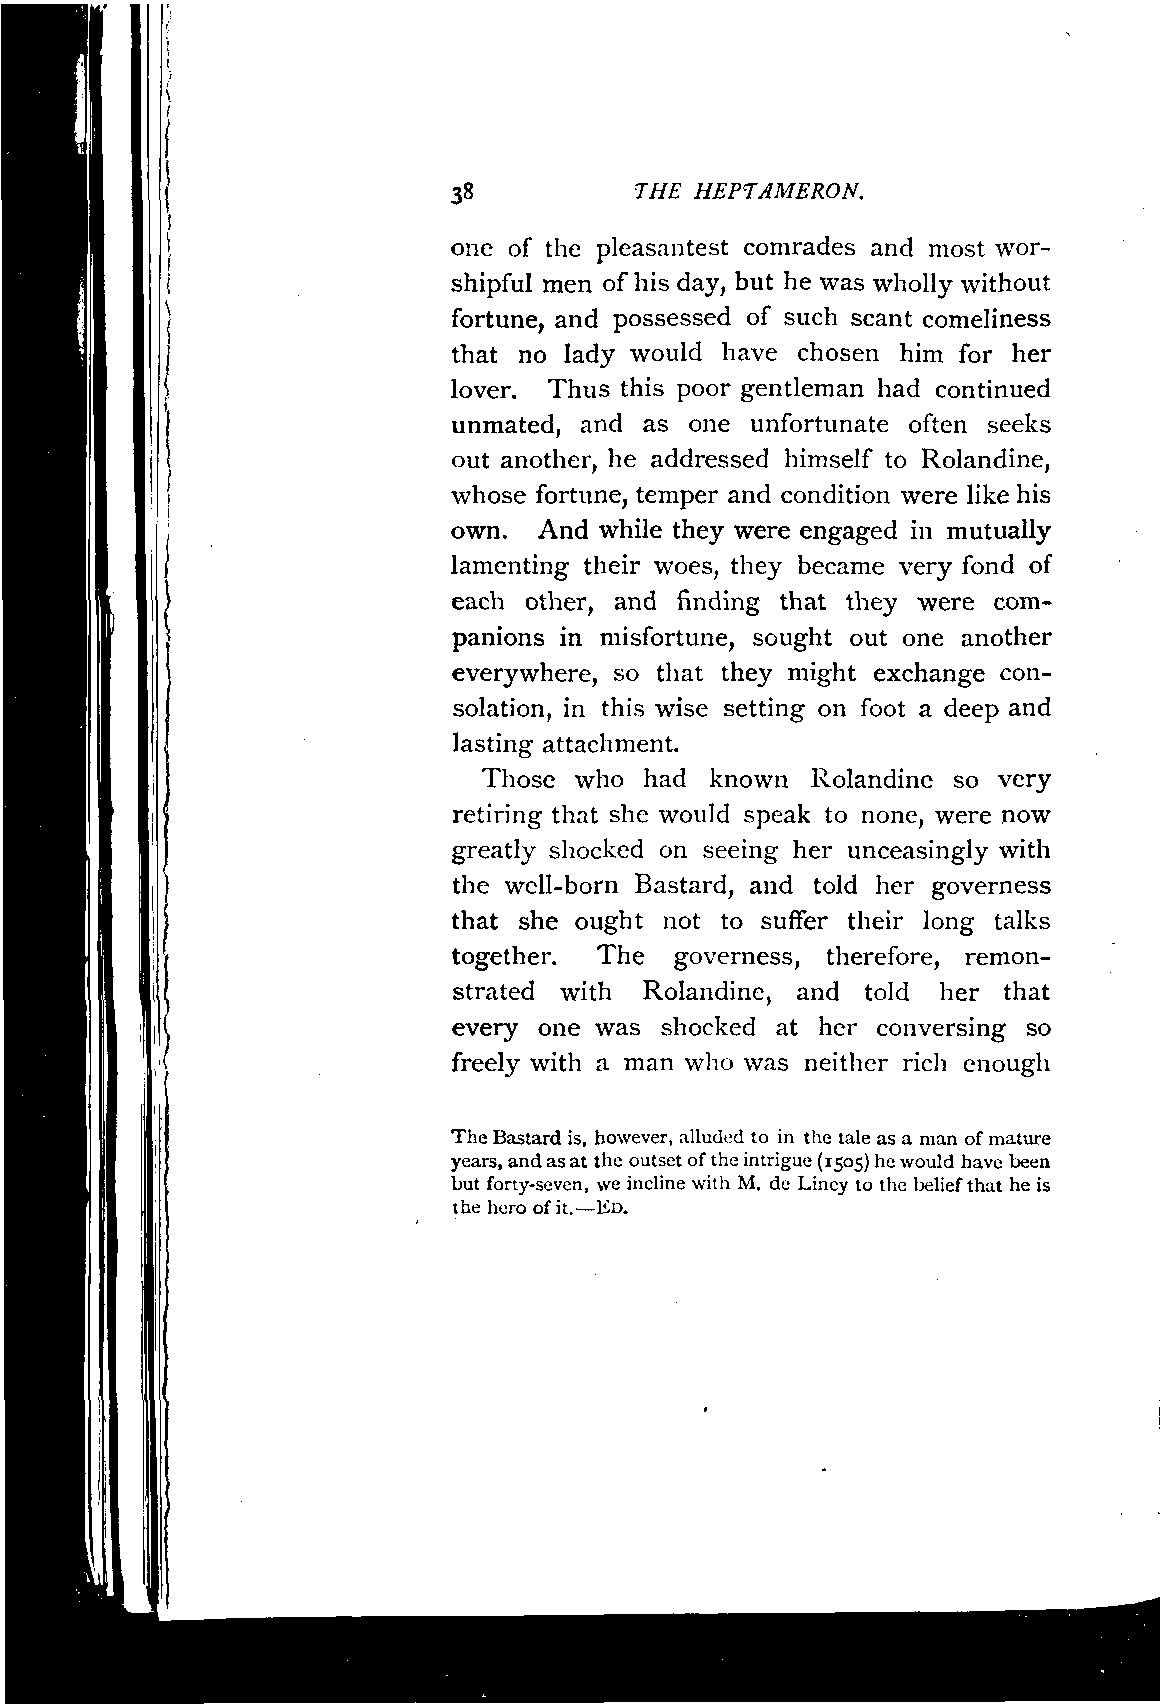 38 THE HEPTAMERON.
one of the pleasantest comrades and most wor-
shipful men of his day, but he was wholly without
fortune, and possessed of such scant comeliness
that no lady would have chosen him for her
lover. Thus this poor gentleman had continued
unmated, and as one unfortunate often seeks
out another, he addressed himself to Rolandine,
whose fortune, temper and condition were like his
own. And while they were engaged in mutually
lamenting their woes, they became very fond of
each other, and finding that they were com-
panions in misfortune, sought out one another
everywhere, so that they might exchange con-
solation, in this wise setting on foot a deep and
lasting attachment.
Those who had known Rolandine so very
retiring that she would speak to none, were now
greatly shocked on seeing her unceasingly with
the well-born Bastard, and told her governess
that she ought not to suffer their long talks
together. The governess, therefore, remon-
strated with Rolandine, and told her that
every one was shocked at her conversing so
freely with a man who was neither rich enough
The Bastard is, however, alluded to in the tale as a man of mature
years, and as at the outset of the intrigue (1505) he would have been
but forty-seven, we incline with M. de Lincy to the belief that he is
the hero of it.—ED.